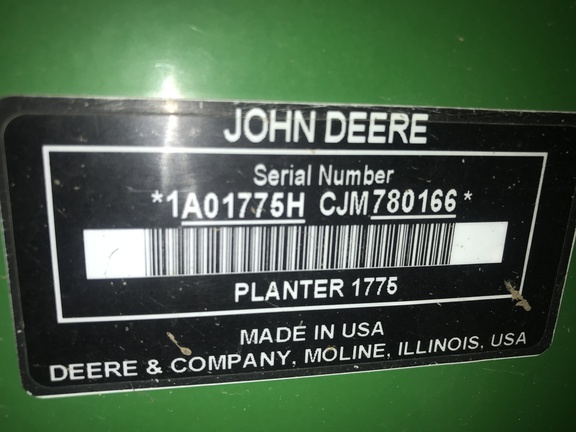 JOHN DEERE
Serial Number
*1A01775H CJM780166*
PLANTER 1775
MADE IN USA
DEERE & COMPANY, MOLINE, ILLINOIS, USA